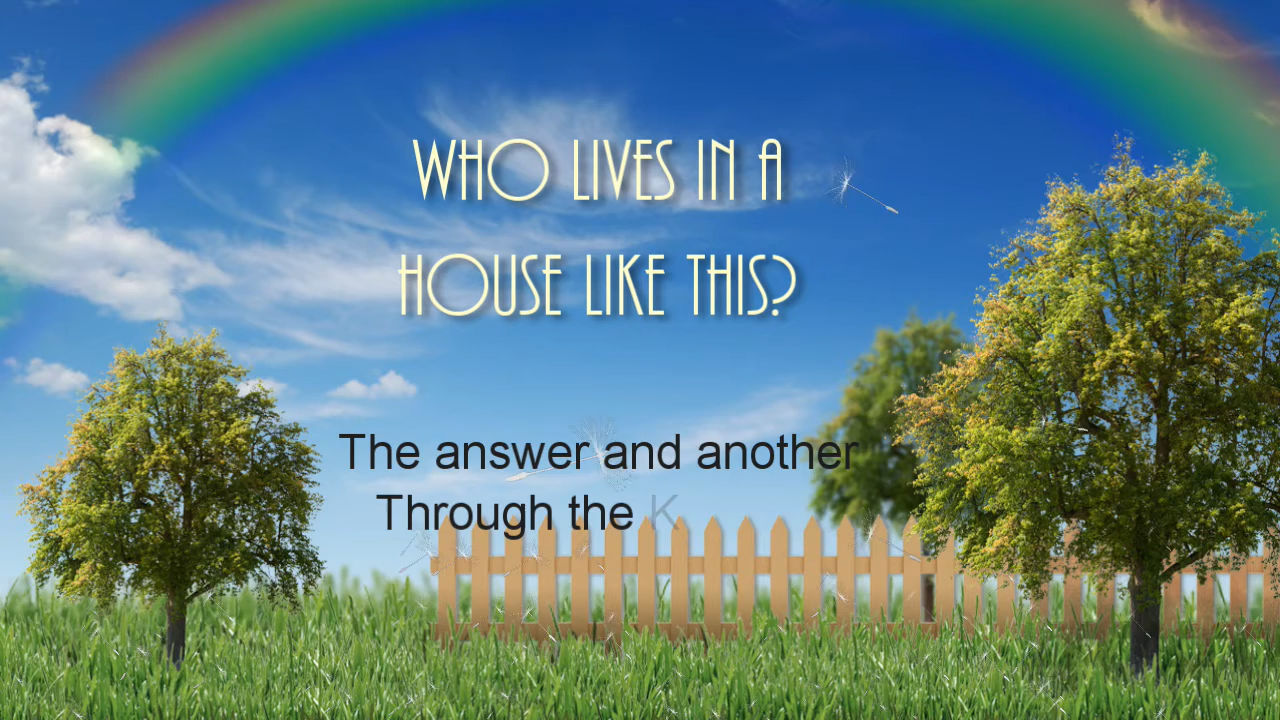 WHO LIVES IN A
HOUSE LIKE THIS?
The answer and another
Through the K